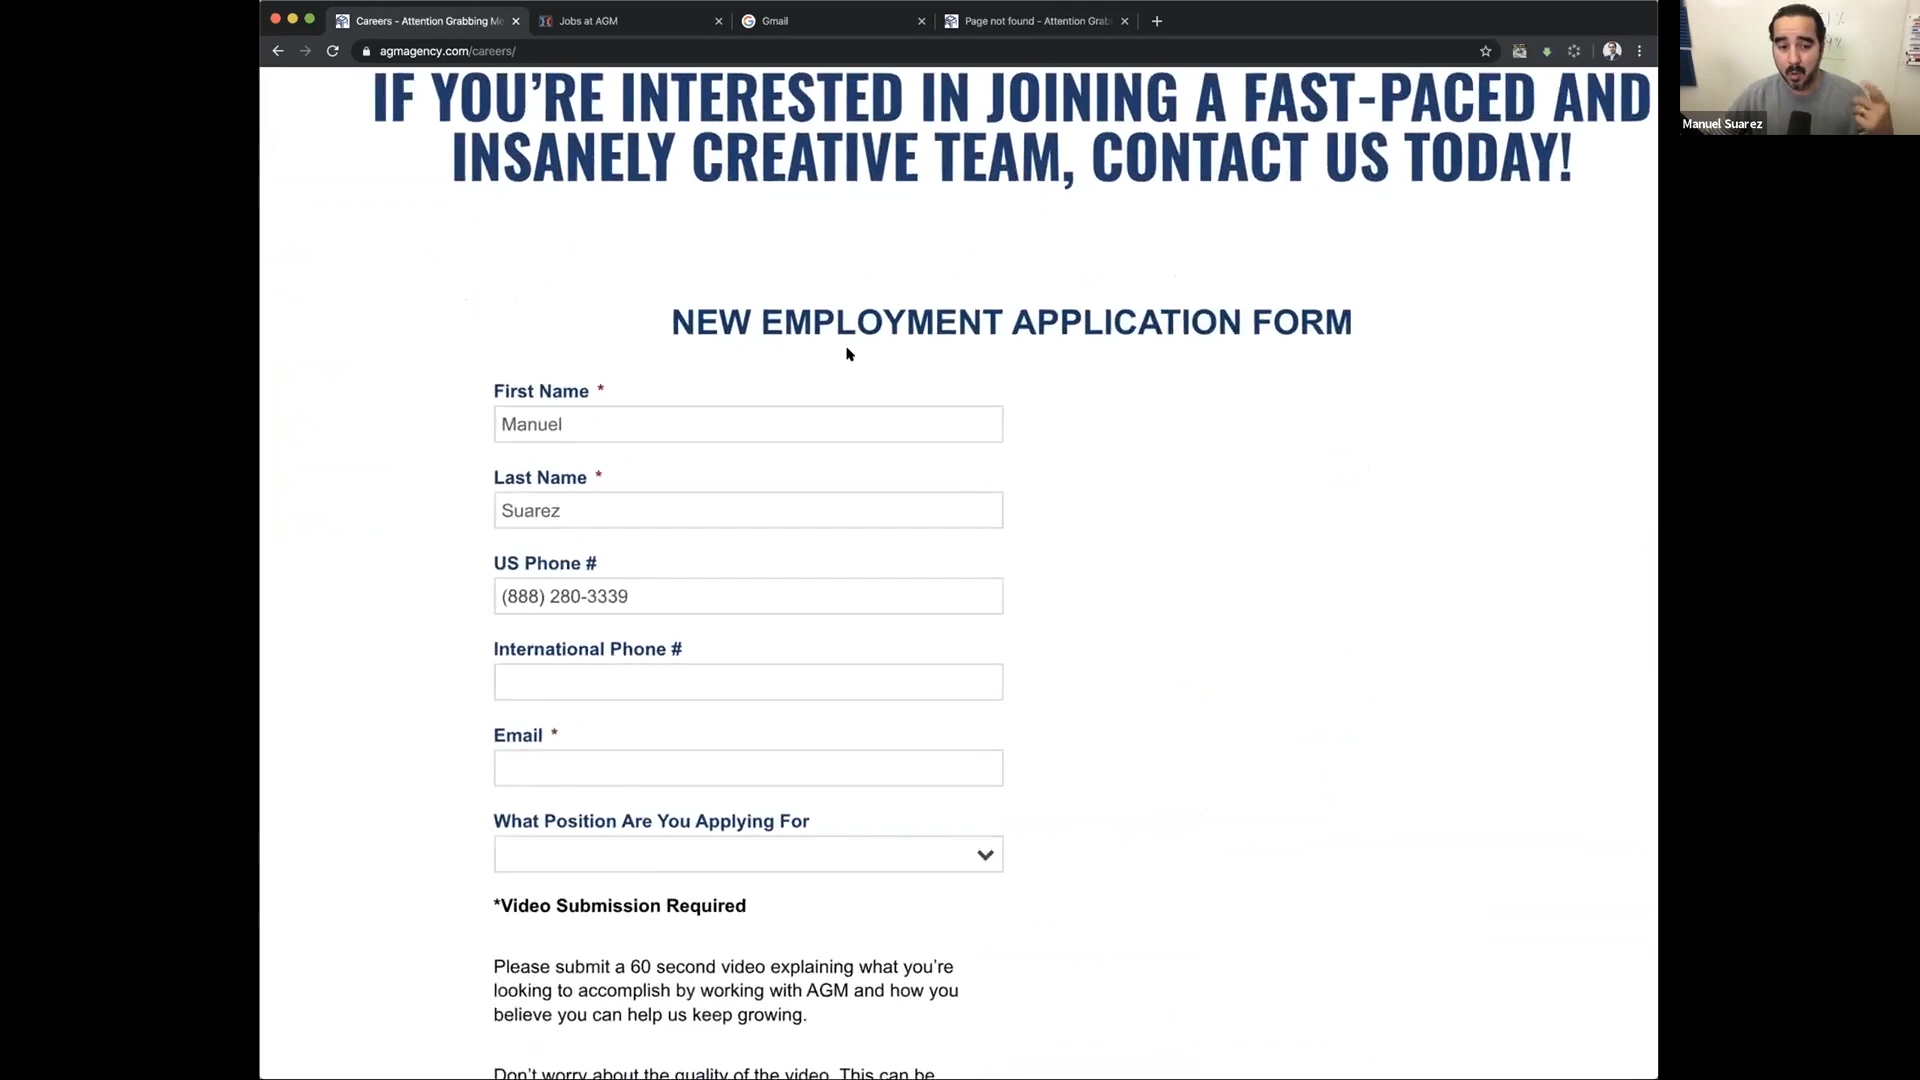 Careers - Attention Grabbing Me
Jobs at AGM
Gmail
Page not found - Attention Grab
agmagency.com/careers/
Manuel Suarez
IF YOU'RE INTERESTED IN JOINING A FAST-PACED AND
INSANELY CREATIVE TEAM, CONTACT US TODAY!
NEW EMPLOYMENT APPLICATION FORM
First Name *
Manuel
Last Name *
Suarez
US Phone #
(888) 280-3339
International Phone #
Email *
What Position Are You Applying For
*Video Submission Required
Please submit a 60 second video explaining what you're
looking to accomplish by working with AGM and how you
believe you can help us keep growing.
Don't worry about the quality of the video. This can be